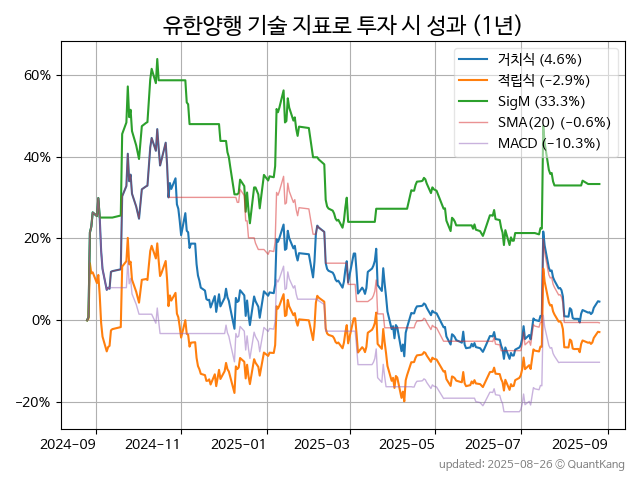 유한양행 기술 지표로 투자 시 성과 (1년)
거치식 (4.6%)
적립식 (−2.9%)
SigM (33.3%)
SMA(20) (−0.6%)
MACD (−10.3%)
60%
40%
20%
0%
−20%
2024−09
2024−11
2025−01
2025−03
2025−05
2025−07
2025−09
updated: 2025−08−26 © QuantKang